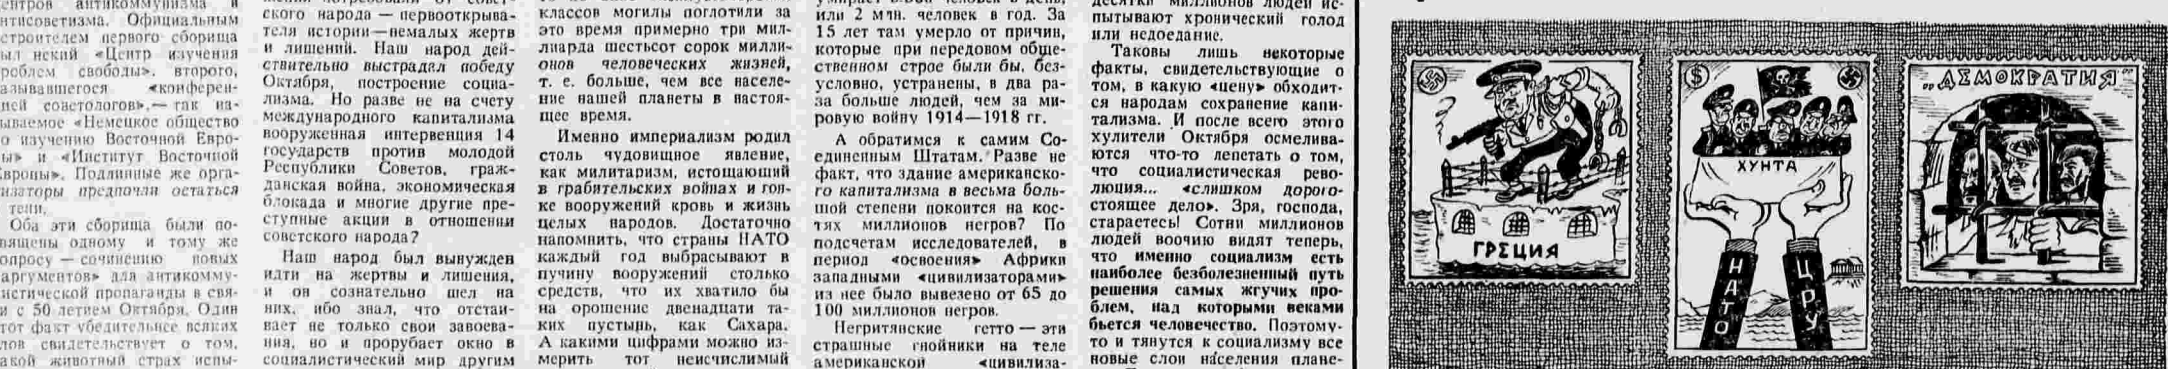 центров антикоммунизма и
антисоветизма. Официальным
строителем первого сборища
был некий «Центр изучения
проблем свободы», второго,
называвшегося «конферен-
цией советологов», — так на-
зываемое «Немецкое общество
по изучению Восточной Евро-
пы» и «Институт Восточной
Европы». Подлинные же орга-
низаторы предпочли остаться
тени.
Оба эти сборища были по-
священы одному и тому же
вопросу — сочинению новых
аргументов» для антикомму-
нистической пропаганды в свя-
зи с 50 летием Октября. Один
тот факт убедительнее всяких
слов свидетельствует о том,
какой животный страх испы-
ского народа — первооткрыва-
теля истории — немалых жертв
и лишений. Наш народ дей-
ствительно выстрадал победу
Октября, построение социа-
лизма. Но разве не на счету
международного капитализма
вооруженная интервенция 14
государств против молодой
Республики Советов, граж-
данская война, экономическая
блокада и многие другие пре-
ступные акции в отношении
советского народа?
Наш народ был вынужден
идти на жертвы и лишения,
и он сознательно шел на
них, ибо знал, что отстаи-
вает не только свои завоева-
ния, но и прорубает окно в
социалистический мир другим
классов могилы поглотили за
это время примерно три мил-
лиарда шестьсот сорок милли-
онов человеческих жизней,
т. е. больше, чем все населе-
ние нашей планеты в настоя-
щее время.
Именно империализм родил
столь чудовищное явление,
как милитаризм, истощающий
в грабительских войнах и гон-
ке вооружений кровь и жизнь
целых народов. Достаточно
напомнить, что страны НАТО
каждый год выбрасывают в
пучину вооружений столько
средств, что их хватило бы
на орошение двенадцати та-
ких пустынь, как Сахара.
А какими цифрами можно из-
мерить тот неисчислимый
или 2 млн. человек в год. За
15 лет там умерло от причин,
которые при передовом обще-
ственном строе были бы, без-
условно, устранены, в два ра-
за больше людей, чем за ми-
ровую войну 1914—1918 гг.
А обратимся к самим Со-
единенным Штатам. Разве не
факт, что здание американско-
го капитализма в весьма боль-
шой степени покоится на кос-
тях миллионов негров? По
подсчетам исследователей, в
период «освоения» Африки
западными «цивилизаторами»
из нее было вывезено от 65 до
100 миллионов негров.
Негритянские гетто — эти
страшные гнойники на теле
американской «цивилиза-
десятки миллионов людей ис-
пытывают хронический голод
или недоедание.
Таковы лишь некоторые
факты, свидетельствующие о
том, в какую «цену» обходит-
ся народам сохранение капи-
тализма. И после всего этого
хулители Октября осмелива-
ются что-то лепетать о том,
что социалистическая рево-
люция... «слишком дорого-
стоящее дело». Зря, господа,
стараетесь! Сотни миллионов
людей воочию видят теперь,
что именно социализм есть
наиболее безболезненный путь
решения самых жгучих про-
блем, над которыми веками
бьется человечество. Поэтому-
то и тянутся к социализму все
новые слои населения плане-
ГРЕЦИЯ
$
ХУНТА
НАТО
ЦРУ
„ДЕМОКРАТИЯ"